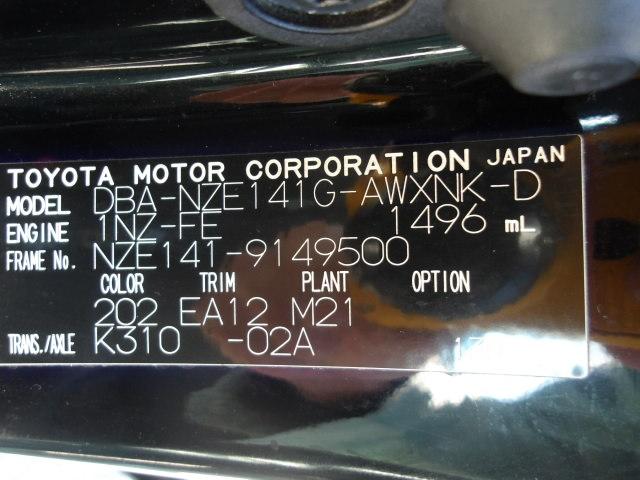 TOYOTA MOTOR CORPORATION JAPAN
MODEL DBA-NZE141G-AWXNK-D
ENGINE 1NZ-FE 1496 mL
FRAME No. NZE141-9149500
COLOR TRIM PLANT OPTION
202 EA12 M21
TRANS./AXLE K310 -02A